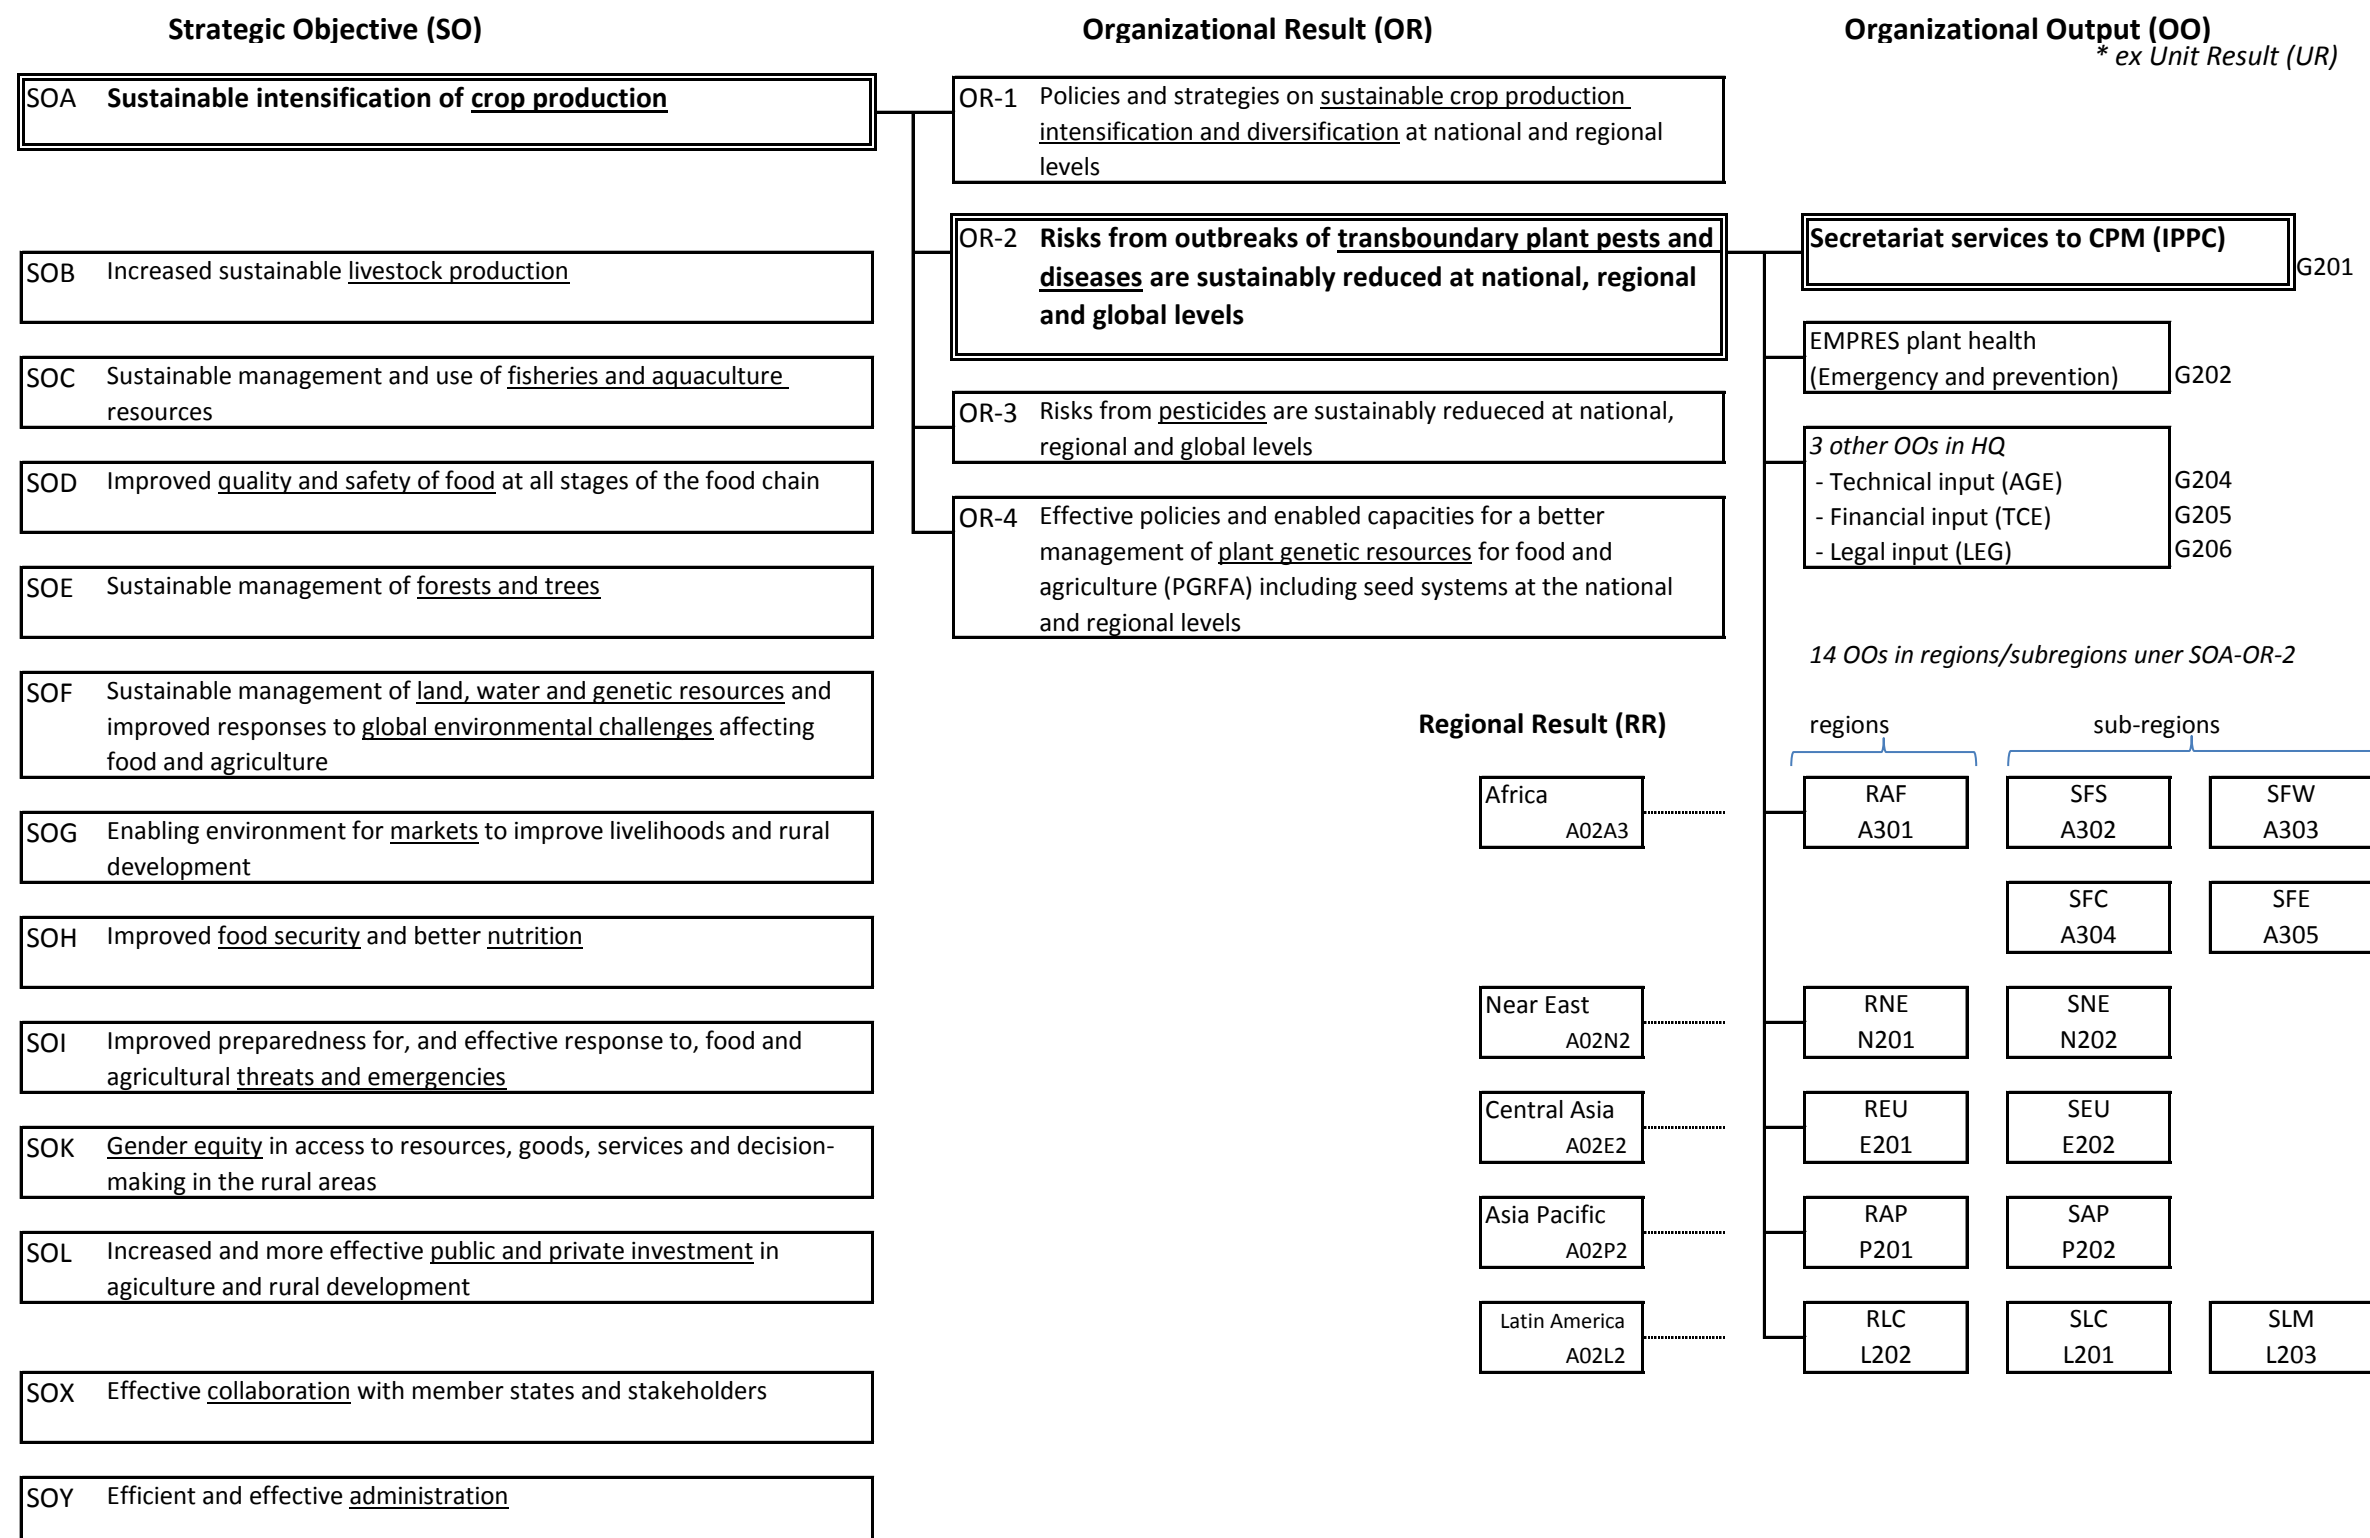 Strategic Objective (SO)
Organizational Result (OR)
Organizational Output (OO)
* ex Unit Result (UR)
SOA Sustainable intensification of crop production
SOB Increased sustainable livestock production
SOC Sustainable management and use of fisheries and aquaculture
resources
SOD Improved quality and safety of food at all stages of the food chain
SOE Sustainable management of forests and trees
SOF Sustainable management of land, water and genetic resources and
improved responses to global environmental challenges affecting
food and agriculture
SOG Enabling environment for markets to improve livelihoods and rural
development
SOH Improved food security and better nutrition
SOI Improved preparedness for, and effective response to, food and
agricultural threats and emergencies
SOK Gender equity in access to resources, goods, services and decision-
making in the rural areas
SOL Increased and more effective public and private investment in
agiculture and rural development
SOX Effective collaboration with member states and stakeholders
SOY Efficient and effective administration
OR-1 Policies and strategies on sustainable crop production
intensification and diversification at national and regional
levels
OR-2 Risks from outbreaks of transboundary plant pests and
diseases are sustainably reduced at national, regional
and global levels
OR-3 Risks from pesticides are sustainably redueced at national,
regional and global levels
OR-4 Effective policies and enabled capacities for a better
management of plant genetic resources for food and
agriculture (PGRFA) including seed systems at the national
and regional levels
Secretariat services to CPM (IPPC)
G201
EMPRES plant health
(Emergency and prevention) G202
3 other OOs in HQ
- Technical input (AGE) G204
- Financial input (TCE) G205
- Legal input (LEG) G206
14 OOs in regions/subregions uner SOA-OR-2
Regional Result (RR) regions sub-regions
Africa RAF SFS SFW
A02A3 A301 A302 A303
SFC SFE
A304 A305
Near East RNE SNE
A02N2 N201 N202
Central Asia REU SEU
A02E2 E201 E202
Asia Pacific RAP SAP
A02P2 P201 P202
Latin America RLC SLC SLM
A02L2 L202 L201 L203